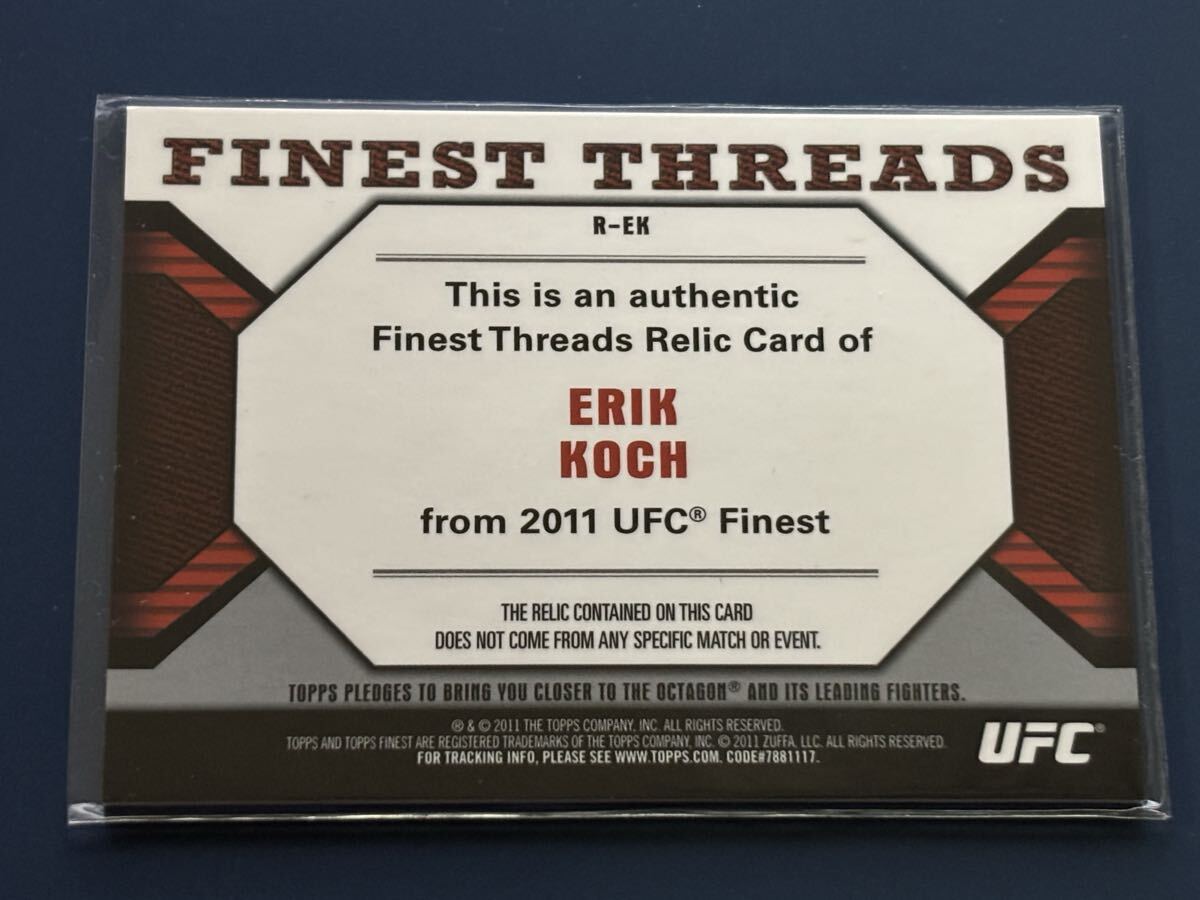 FINEST THREADS
R-EK
This is an authentic
Finest Threads Relic Card of
ERIK
KOCH
from 2011 UFC® Finest
THE RELIC CONTAINED ON THIS CARD
DOES NOT COME FROM ANY SPECIFIC MATCH OR EVENT.
TOPPS PLEDGES TO BRING YOU CLOSER TO THE OCTAGON® AND ITS LEADING FIGHTERS.
® & © 2011 THE TOPPS COMPANY, INC. ALL RIGHTS RESERVED.
TOPPS AND TOPPS FINEST ARE REGISTERED TRADEMARKS OF THE TOPPS COMPANY, INC. © 2011 ZUFFA, LLC. ALL RIGHTS RESERVED.
FOR TRACKING INFO, PLEASE SEE WWW.TOPPS.COM. CODE#7881117.
UFC®